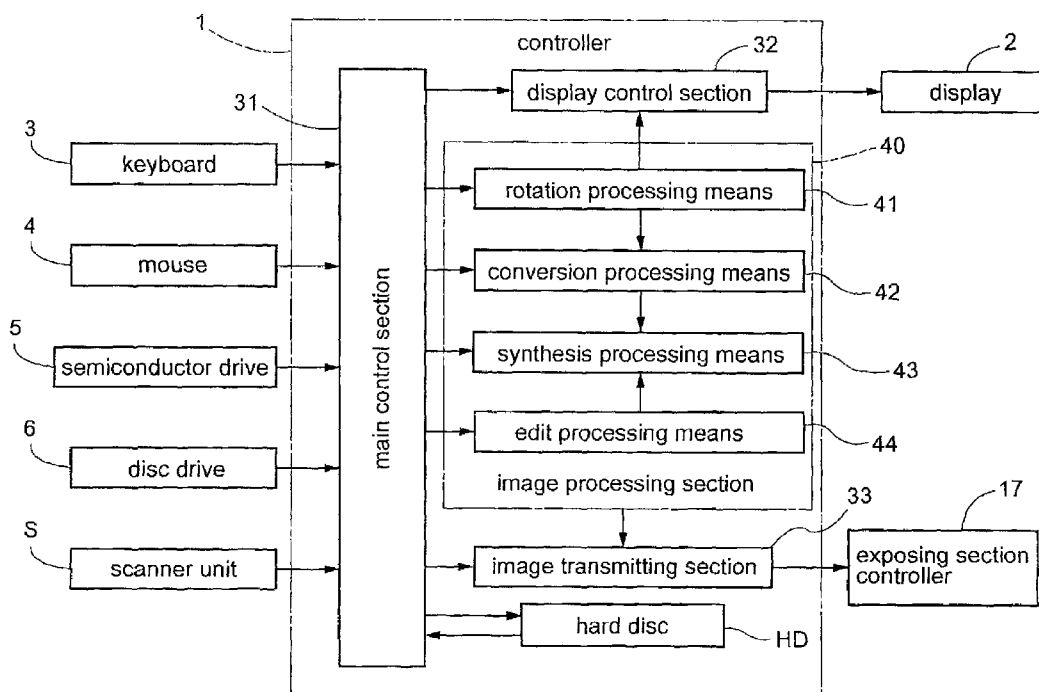 1
controller
32
2
31
display control section
display
3
40
keyboard
rotation processing means
41
4
mouse
conversion processing means
42
main control section
5
semiconductor drive
synthesis processing means
43
6
edit processing means
44
disc drive
image processing section
33
17
S
scanner unit
image transmitting section
exposing section
controller
hard disc
HD